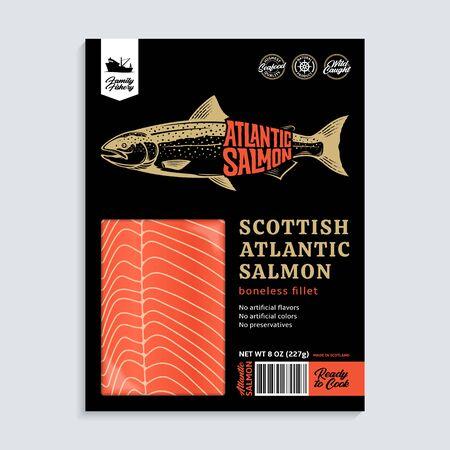 Family
Fishery
Seafood
Wild
Caught
ATLANTIC
SALMON
SCOTTISH
ATLANTIC
SALMON
boneless fillet
No artificial flavors
No artificial colors
No preservatives
NET WT 8 OZ (227g)
MADE IN SCOTLAND
Atlantic
SALMON
Ready
to Cook